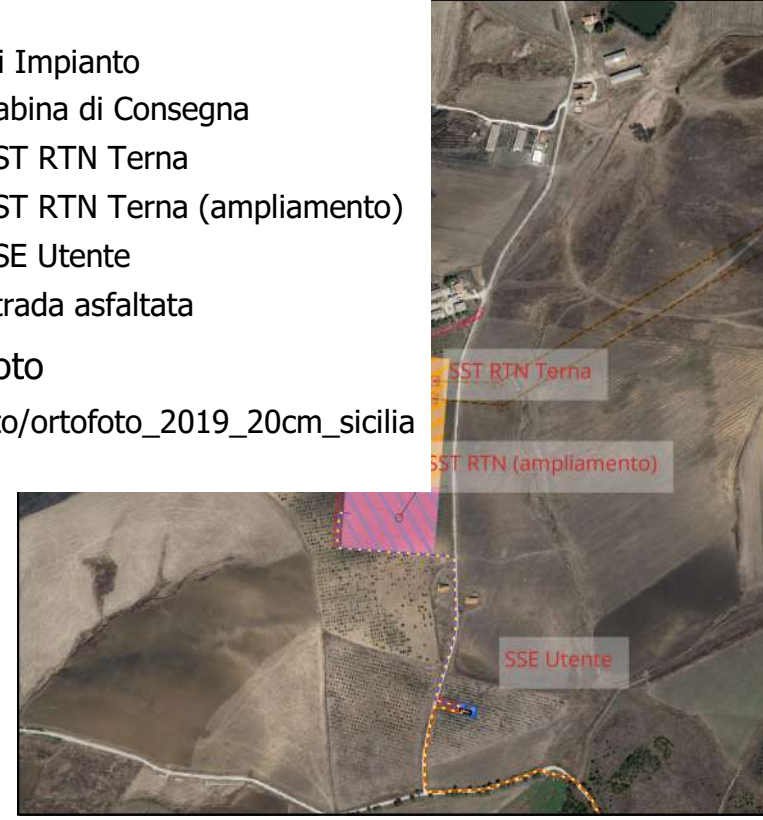 i Impianto
abina di Consegna
ST RTN Terna
ST RTN Terna (ampliamento)
SE Utente
trada asfaltata
oto
to/ortofoto_2019_20cm_sicilia
SST RTN Terna
SST RTN (ampliamento)
SSE Utente